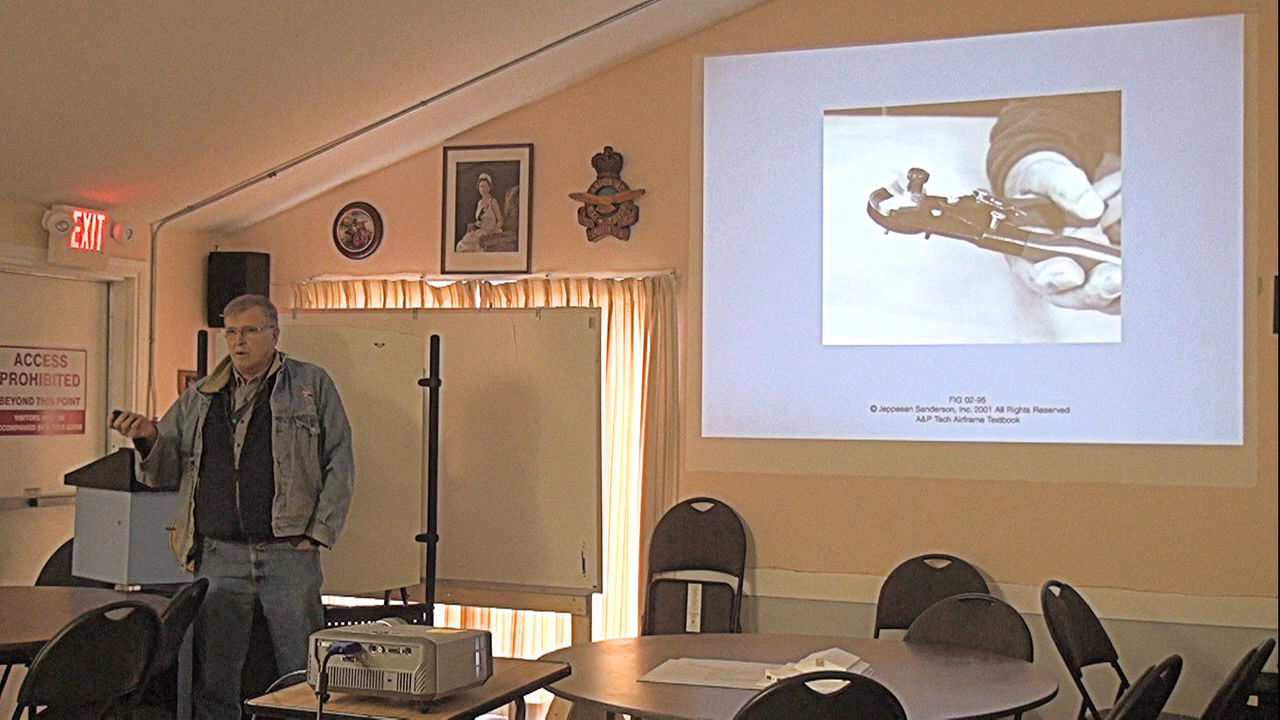 EXIT
ACCESS
PROHIBITED
BEYOND THIS POINT
FIG 02-95
© Jeppesen Sanderson, Inc. 2001 All Rights Reserved
A&P Tech Airframe Textbook